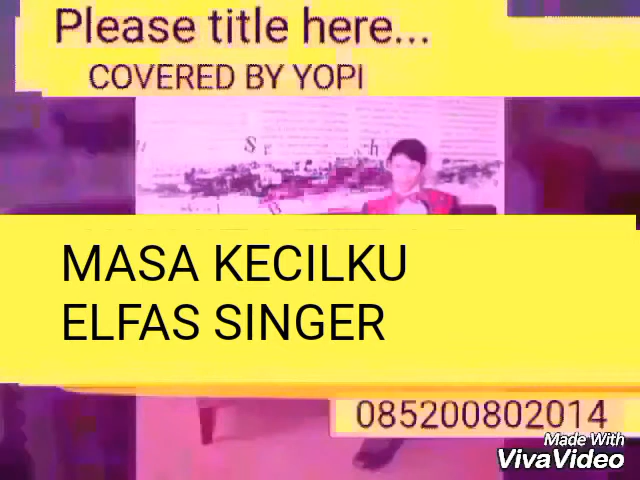 Please title here...
COVERED BY YOPI
MASA KECILKU
ELFAS SINGER
085200802014
Made With
VivaVideo